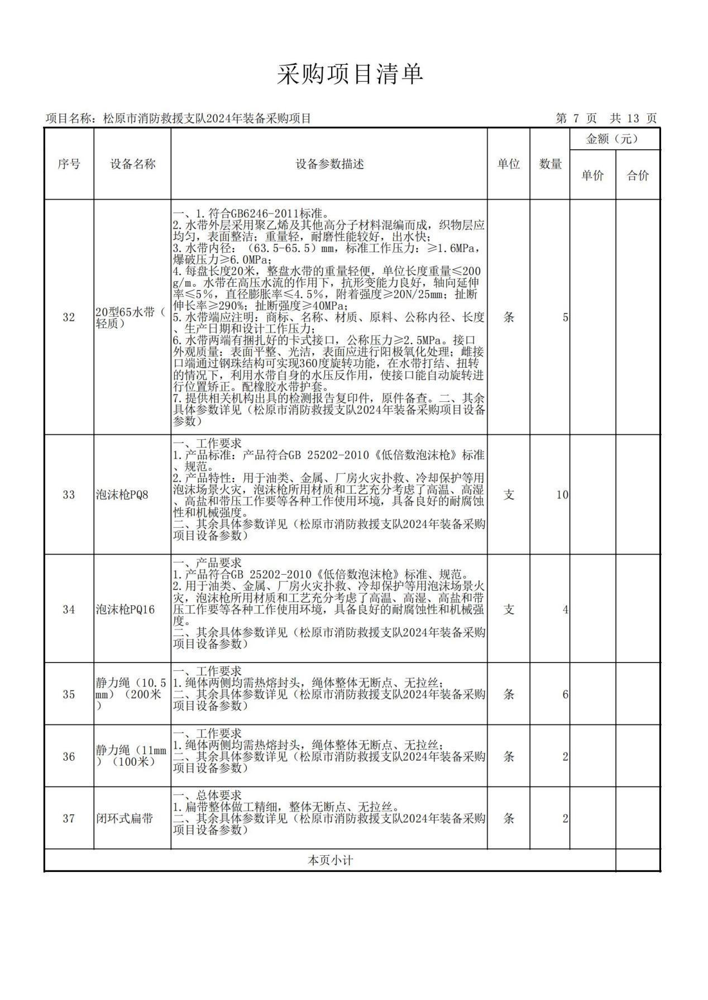 采购项目清单
项目名称：松原市消防救援支队2024年装备采购项目
第 7 页 共 13 页
序号 设备名称 设备参数描述 单位 数量 金额（元）
单价 合价
32
20型65水带（
轻质）
一、1.符合GB6246-2011标准。
2.水带外层采用聚乙烯及其他高分子材料混编而成，织物层应
均匀，表面整洁；重量轻，耐磨性能较好，出水快；
3.水带内径：（63.5-65.5）mm，标准工作压力：≥1.6MPa，
爆破压力≥6.0MPa；
4.每盘长度20米，整盘水带的重量轻便，单位长度重量≤200
g/m。水带在高压水流的作用下，抗形变能力良好，轴向延伸
率≤5%，直径膨胀率≤4.5%，附着强度≥20N/25mm；扯断
伸长率≥290%；扯断强度≥40MPa；
5.水带端应注明：商标、名称、材质、原料、公称内径、长度
、生产日期和设计工作压力；
6.水带两端有捆扎好的卡式接口，公称压力≥2.5MPa。接口
外观质量：表面平整、光洁，表面应进行阳极氧化处理；雌接
口端通过钢珠结构可实现360度旋转功能，在水带打结、扭转
的情况下，利用水带自身的水压反作用，使接口能自动旋转进
行位置矫正。配橡胶水带护套。
7.提供相关机构出具的检测报告复印件，原件备查。二、其余
具体参数详见（松原市消防救援支队2024年装备采购项目设备
参数）
条
5
33
泡沫枪PQ8
一、工作要求
1.产品标准：产品符合GB 25202-2010《低倍数泡沫枪》标准
、规范。
2.产品特性：用于油类、金属、厂房火灾扑救、冷却保护等用
泡沫场景火灾，泡沫枪所用材质和工艺充分考虑了高温、高湿
、高盐和带压工作要等各种工作使用环境，具备良好的耐腐蚀
性和机械强度。
二、其余具体参数详见（松原市消防救援支队2024年装备采购
项目设备参数）
支
10
34
泡沫枪PQ16
一、产品要求
1.产品符合GB 25202-2010《低倍数泡沫枪》标准、规范。
2.用于油类、金属、厂房火灾扑救、冷却保护等用泡沫场景火
灾，泡沫枪所用材质和工艺充分考虑了高温、高湿、高盐和带
压工作要等各种工作使用环境，具备良好的耐腐蚀性和机械强
度。
二、其余具体参数详见（松原市消防救援支队2024年装备采购
项目设备参数）
支
4
35
静力绳（10.5
mm）（200米
）
一、工作要求
1.绳体两侧均需热熔封头，绳体整体无断点、无拉丝；
二、其余具体参数详见（松原市消防救援支队2024年装备采购
项目设备参数）
条
6
36
静力绳（11mm
）（100米）
一、工作要求
1.绳体两侧均需热熔封头，绳体整体无断点、无拉丝；
二、其余具体参数详见（松原市消防救援支队2024年装备采购
项目设备参数）
条
2
37
闭环式扁带
一、总体要求
1.扁带整体做工精细，整体无断点、无拉丝。
二、其余具体参数详见（松原市消防救援支队2024年装备采购
项目设备参数）
条
2
本页小计